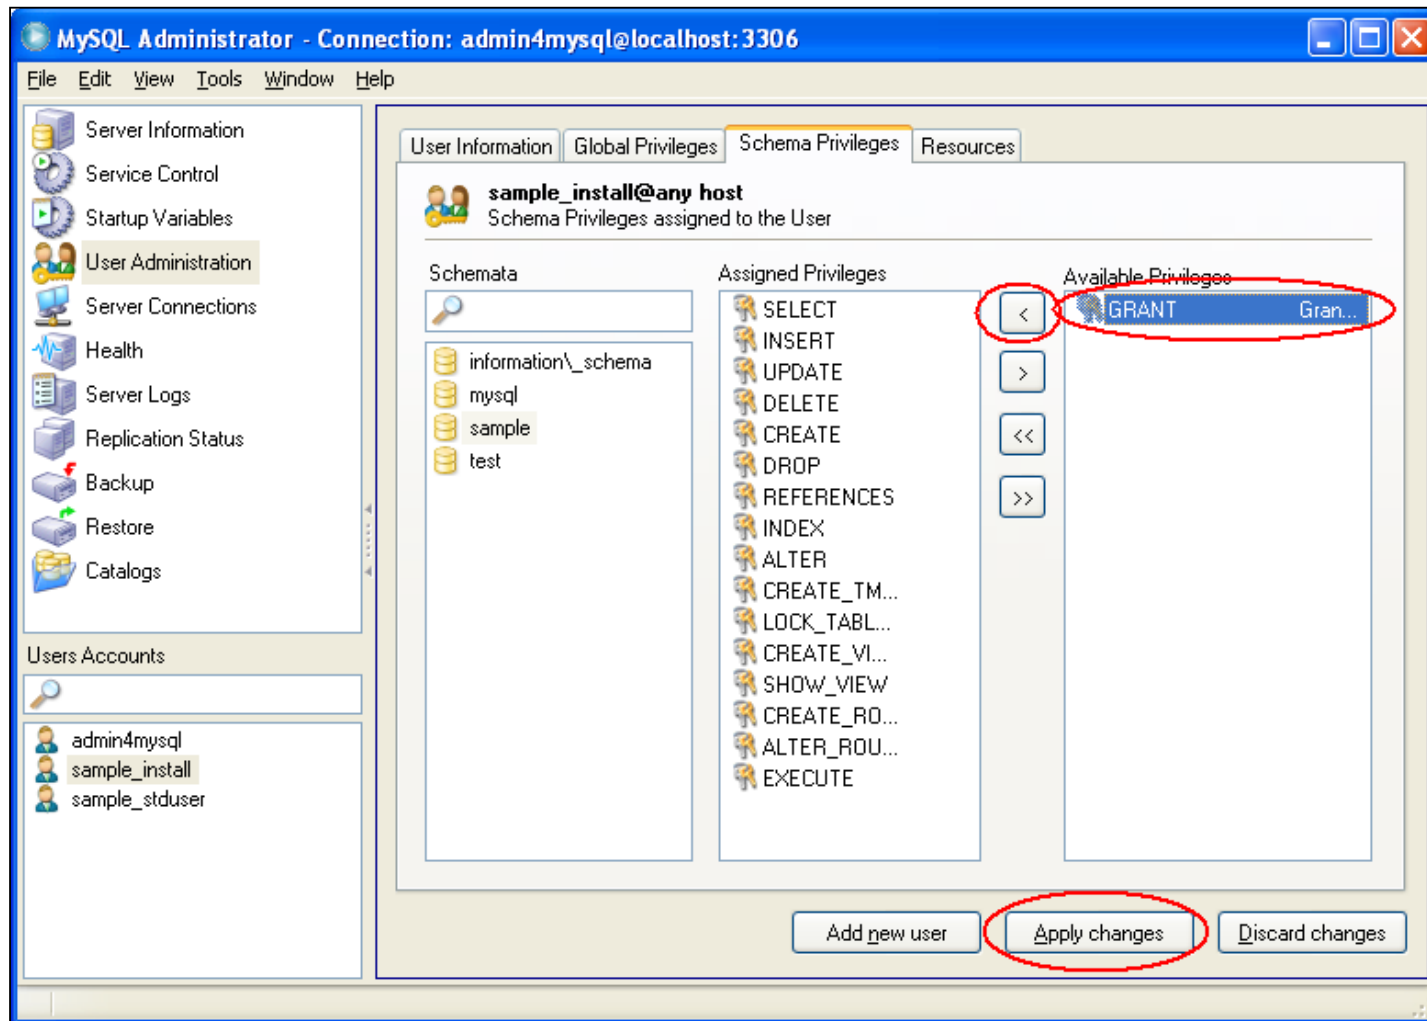 MySQL Administrator - Connection: admin4mysql@localhost:3306
File Edit View Tools Window Help
Server Information
Service Control
Startup Variables
User Administration
Server Connections
Health
Server Logs
Replication Status
Backup
Restore
Catalogs
Users Accounts
admin4mysql
sample_install
sample_stduser
User Information Global Privileges Schema Privileges Resources
sample_install@any host
Schema Privileges assigned to the User
Schemata
information\_schema
mysql
sample
test
Assigned Privileges
SELECT
INSERT
UPDATE
DELETE
CREATE
DROP
REFERENCES
INDEX
ALTER
CREATE_TM...
LOCK_TABL...
CREATE_VI...
SHOW_VIEW
CREATE_RO...
ALTER_ROU...
EXECUTE
<
>
<<
>>
Available Privileges
GRANT Gran...
Add new user Apply changes Discard changes